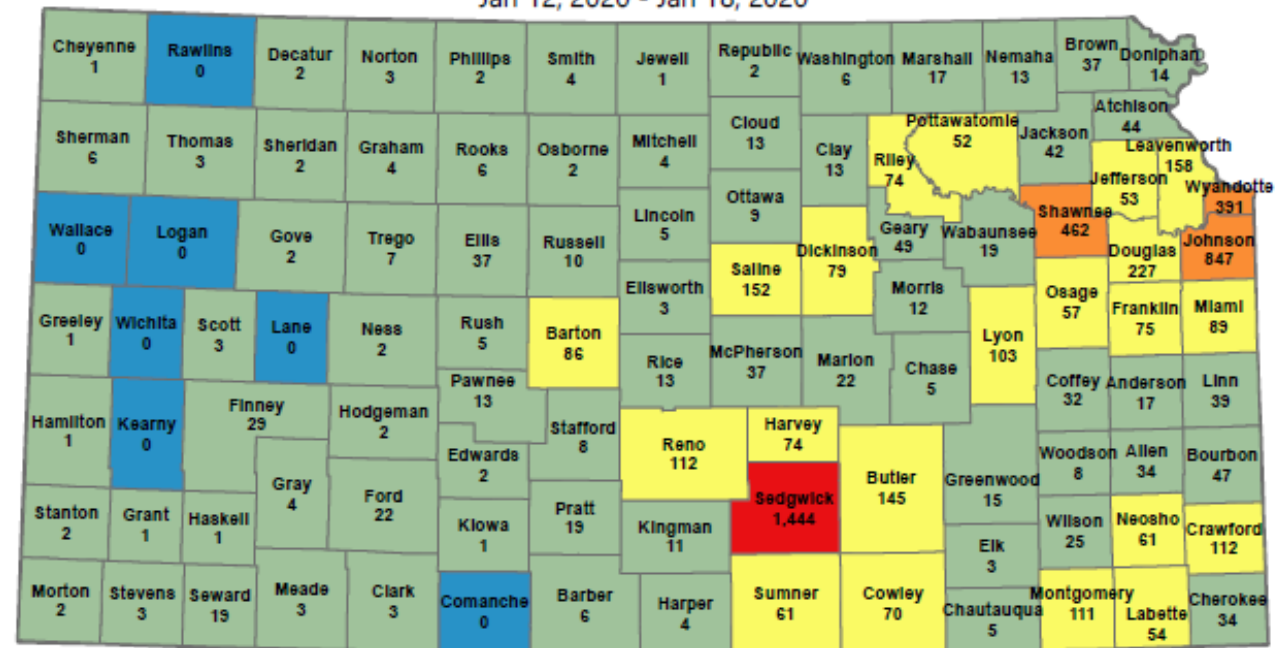 Jan 12, 2020 - Jan 18, 2020
Cheyenne
1
Rawlins
0
Decatur
2
Norton
3
Phillips
2
Smith
4
Jewell
1
Republic
2
Washington
6
Marshall
17
Nemaha
13
Brown
37
Doniphan
14
Sherman
6
Thomas
3
Sheridan
2
Graham
4
Rooks
6
Osborne
2
Mitchell
4
Cloud
13
Clay
13
Riley
74
Pottawatomie
52
Jackson
42
Atchison
44
Leavenworth
158
Jefferson
53
Wyandotte
391
Wallace
0
Logan
0
Gove
2
Trego
7
Ellis
37
Russell
10
Lincoln
5
Ottawa
9
Saline
152
Dickinson
79
Geary
49
Wabaunsee
19
Shawnee
462
Douglas
227
Johnson
847
Greeley
1
Wichita
0
Scott
3
Lane
0
Ness
2
Rush
5
Barton
86
Ellsworth
3
Rice
13
McPherson
37
Marion
22
Morris
12
Chase
5
Lyon
103
Osage
57
Franklin
75
Miami
89
Hamilton
1
Kearny
0
Finney
29
Hodgeman
2
Pawnee
13
Edwards
2
Stafford
8
Reno
112
Harvey
74
Sedgwick
1,444
Butler
145
Greenwood
15
Coffey
32
Anderson
17
Linn
39
Woodson
8
Allen
34
Bourbon
47
Stanton
2
Grant
1
Haskell
1
Gray
4
Ford
22
Kiowa
1
Pratt
19
Kingman
11
Elk
3
Wilson
25
Neosho
61
Crawford
112
Morton
2
Stevens
3
Seward
19
Meade
3
Clark
3
Comanche
0
Barber
6
Harper
4
Sumner
61
Cowley
70
Chautauqua
5
Montgomery
111
Labette
54
Cherokee
34